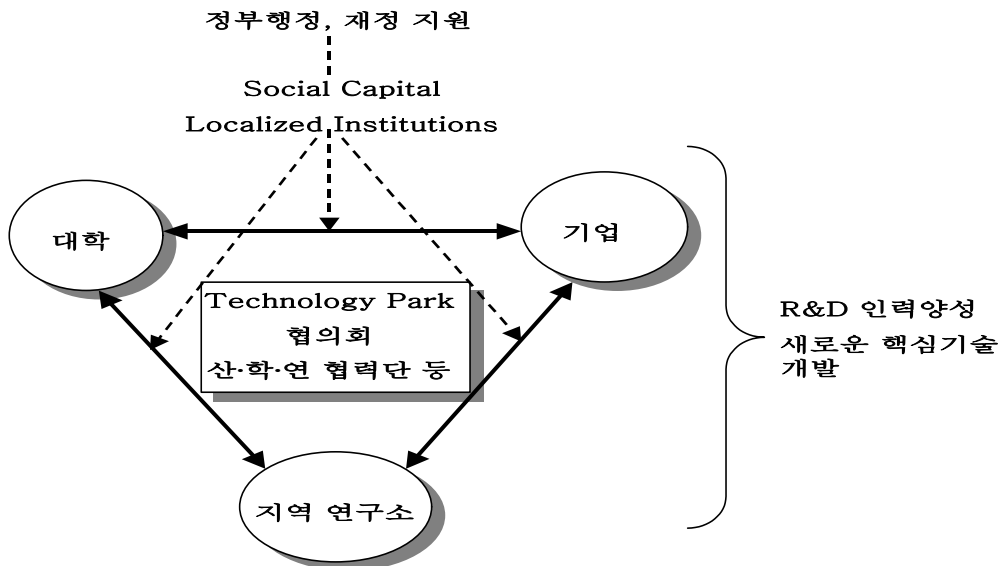 정부행정, 재정 지원
Social Capital
Localized Institutions
대학
기업
Technology Park
협의회
산·학·연 협력단 등
지역 연구소
R&D 인력양성
새로운 핵심기술
개발